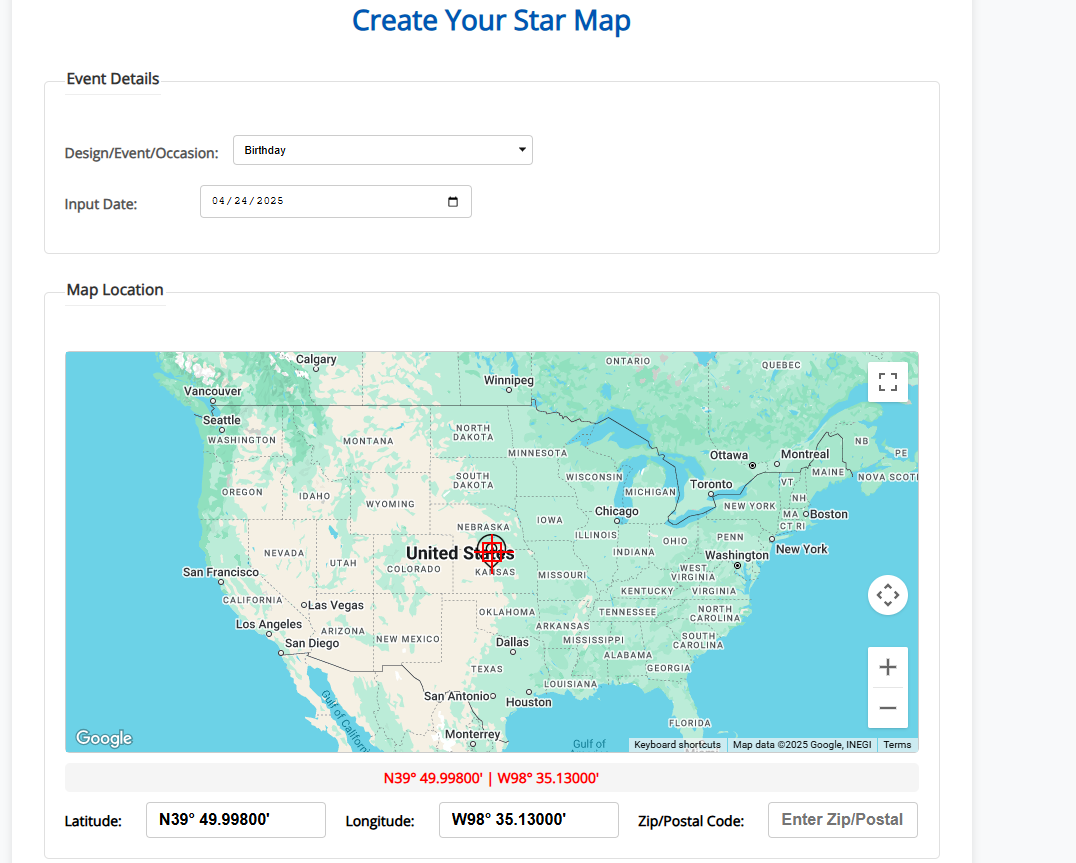 Create Your Star Map
Event Details
Design/Event/Occasion: Birthday
Input Date: 04/24/2025
Map Location
Calgary
ONTARIO
QUEBEC
Winnipeg
Vancouver
Seattle
WASHINGTON
MONTANA
NORTH
DAKOTA
MINNESOTA
Ottawa
Montreal
NB
PE
MAINE
NOVA SCOTI
SOUTH
DAKOTA
WISCONSIN
MICHIGAN
Toronto
VT
NH
OREGON
IDAHO
WYOMING
Chicago
NEW YORK
MA
Boston
CT RI
NEBRASKA
IOWA
ILLINOIS
INDIANA
OHIO
PENN
New York
United States
NEVADA
UTAH
COLORADO
KANSAS
MISSOURI
Washington
WEST
VIRGINIA
San Francisco
CALIFORNIA
Las Vegas
KENTUCKY
VIRGINIA
Los Angeles
ARIZONA
NEW MEXICO
OKLAHOMA
ARKANSAS
TENNESSEE
NORTH
CAROLINA
San Diego
Dallas
MISSISSIPPI
ALABAMA
SOUTH
CAROLINA
TEXAS
GEORGIA
LOUISIANA
San Antonio
Houston
Gulf of California
FLORIDA
Monterrey
Gulf of
Google
Keyboard shortcuts
Map data ©2025 Google, INEGI
Terms
N39° 49.99800' | W98° 35.13000'
Latitude: N39° 49.99800' Longitude: W98° 35.13000' Zip/Postal Code: Enter Zip/Postal